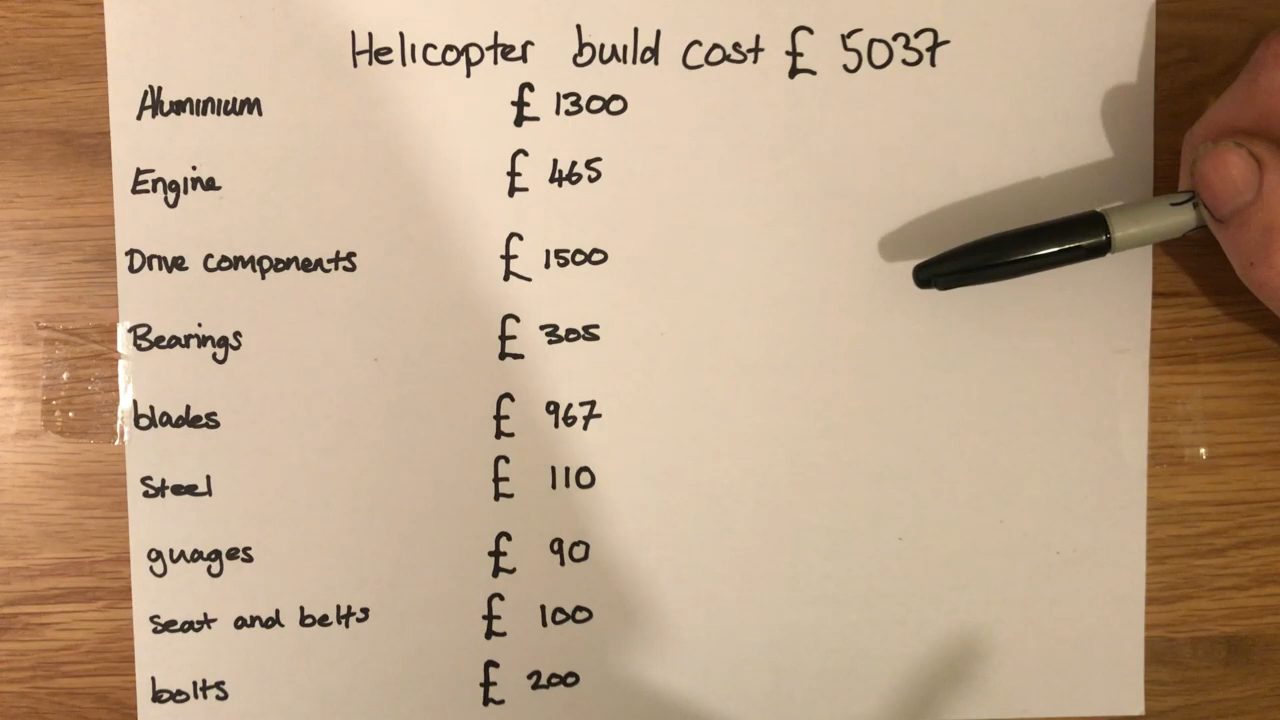 Helicopter build cost £ 5037
Aluminium £ 1300
Engine £ 465
Drive components £ 1500
Bearings £ 305
blades £ 967
Steel £ 110
guages £ 90
seat and belts £ 100
bolts £ 200